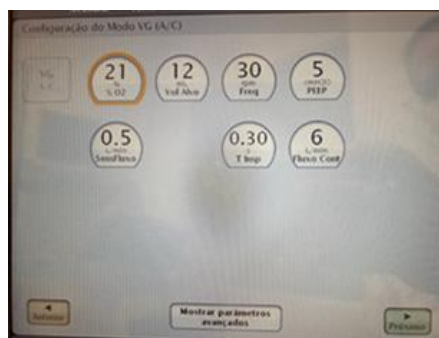 Configuração do Modo VG (A/C)
VG
A/C
21
%
% O2
12
mL
Vol Alvo
30
rpm
Freq
5
cmH2O
PEEP
0.5
L/min
SensFluxo
0.30
s
T Insp
6
L/min
Fluxo Cont
Anterior
Mostrar parâmetros
avançados
Próximo